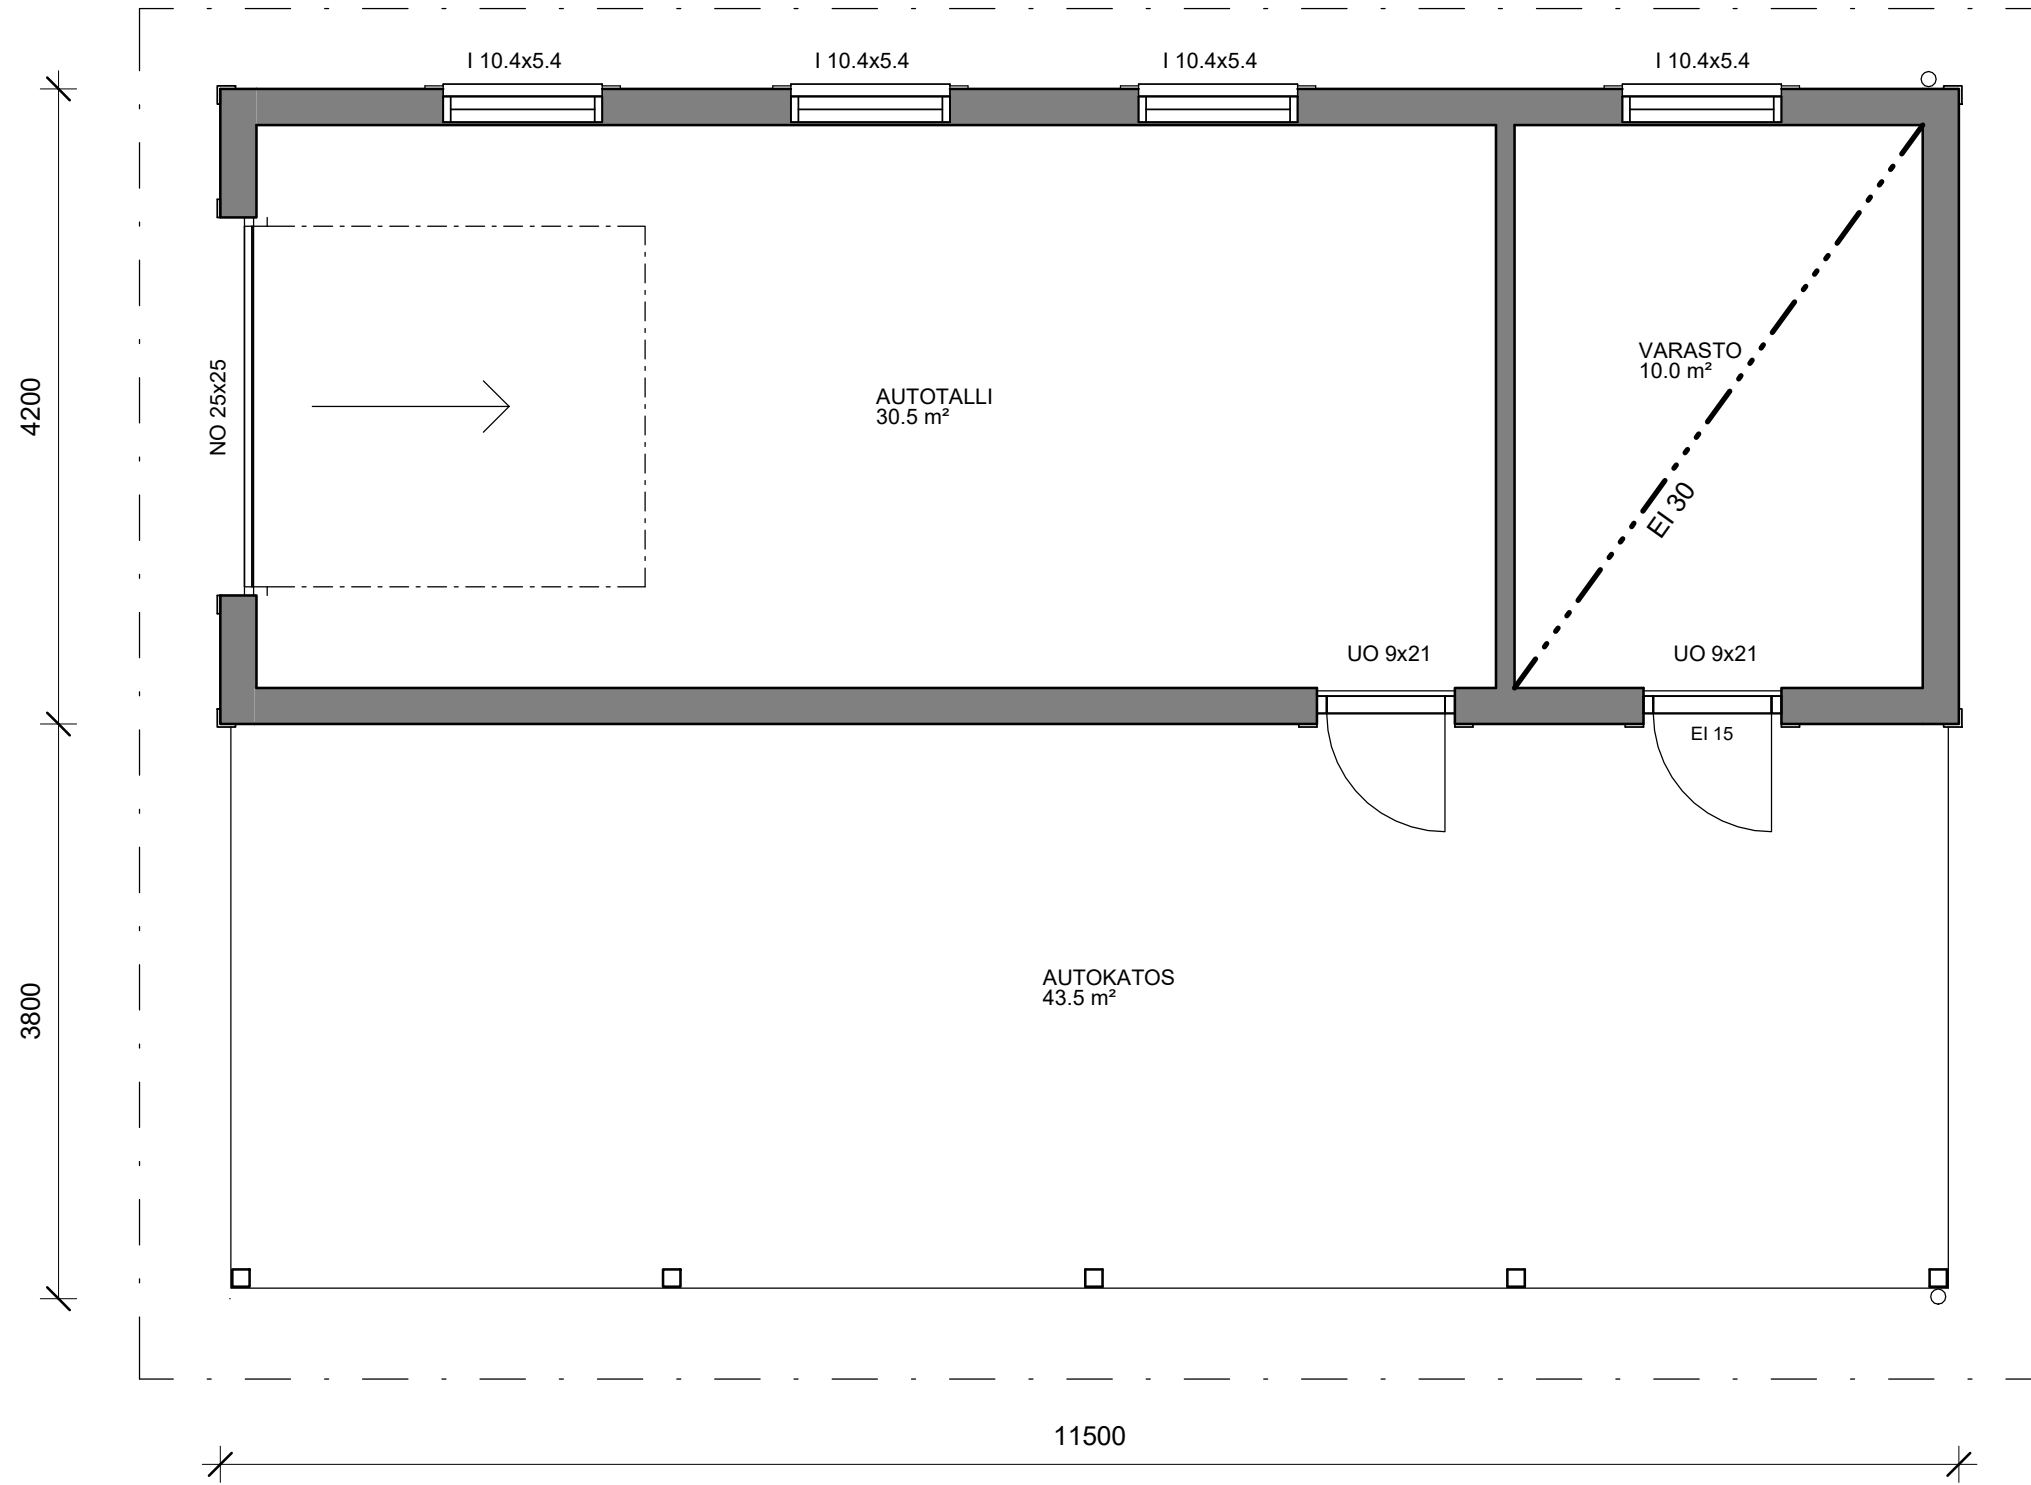 I 10.4x5.4
I 10.4x5.4
I 10.4x5.4
I 10.4x5.4
4200
NO 25x25
AUTOTALLI
30.5 m²
VARASTO
10.0 m²
EI 30
UO 9x21
UO 9x21
EI 15
3800
AUTOKATOS
43.5 m²
11500